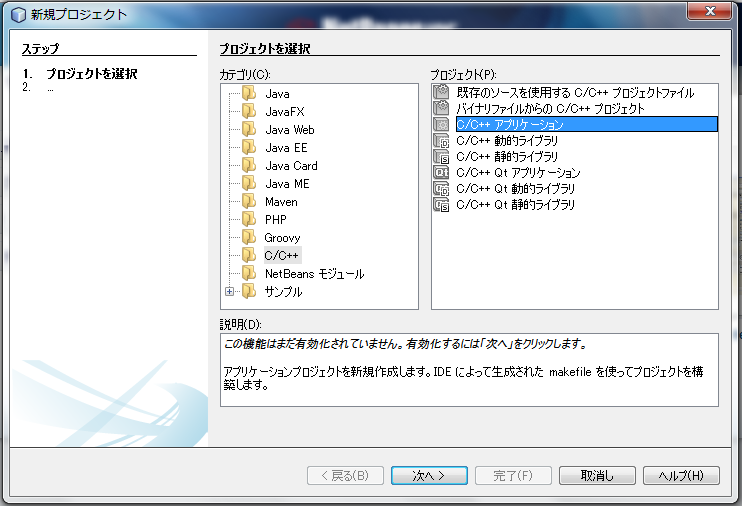 新規プロジェクト
ステップ
1. プロジェクトを選択
2. ...
プロジェクトを選択
カテゴリ(C):
Java
JavaFX
Java Web
Java EE
Java Card
Java ME
Maven
PHP
Groovy
C/C++
NetBeans モジュール
サンプル
プロジェクト(P):
既存のソースを使用する C/C++ プロジェクトファイル
バイナリファイルからの C/C++ プロジェクト
C/C++ アプリケーション
C/C++ 動的ライブラリ
C/C++ 静的ライブラリ
C/C++ Qt アプリケーション
C/C++ Qt 動的ライブラリ
C/C++ Qt 静的ライブラリ
説明(D):
この機能はまだ有効化されていません。有効化するには「次へ」をクリックします。
アプリケーションプロジェクトを新規作成します。IDE によって生成された makefile を使ってプロジェクトを構
築します。
< 戻る(B)
次へ >
完了(F)
取消し
ヘルプ(H)